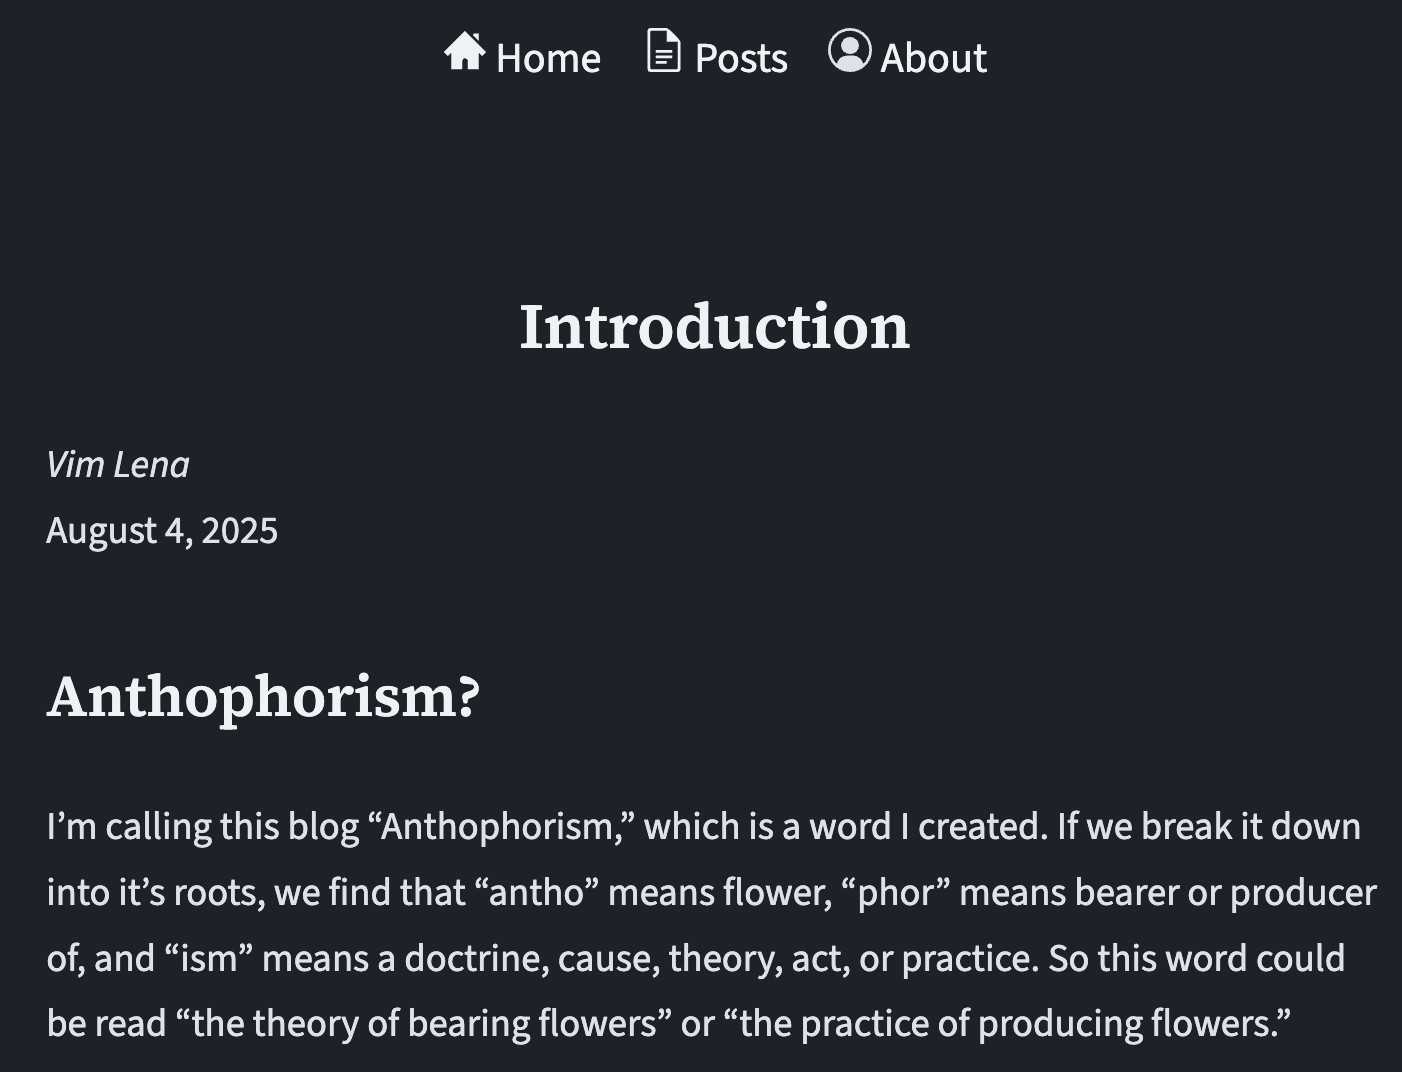 Home Posts About
Introduction
Vim Lena
August 4, 2025
Anthophorism?
I’m calling this blog “Anthophorism,” which is a word I created. If we break it down
into it’s roots, we find that “antho” means flower, “phor” means bearer or producer
of, and “ism” means a doctrine, cause, theory, act, or practice. So this word could
be read “the theory of bearing flowers” or “the practice of producing flowers.”